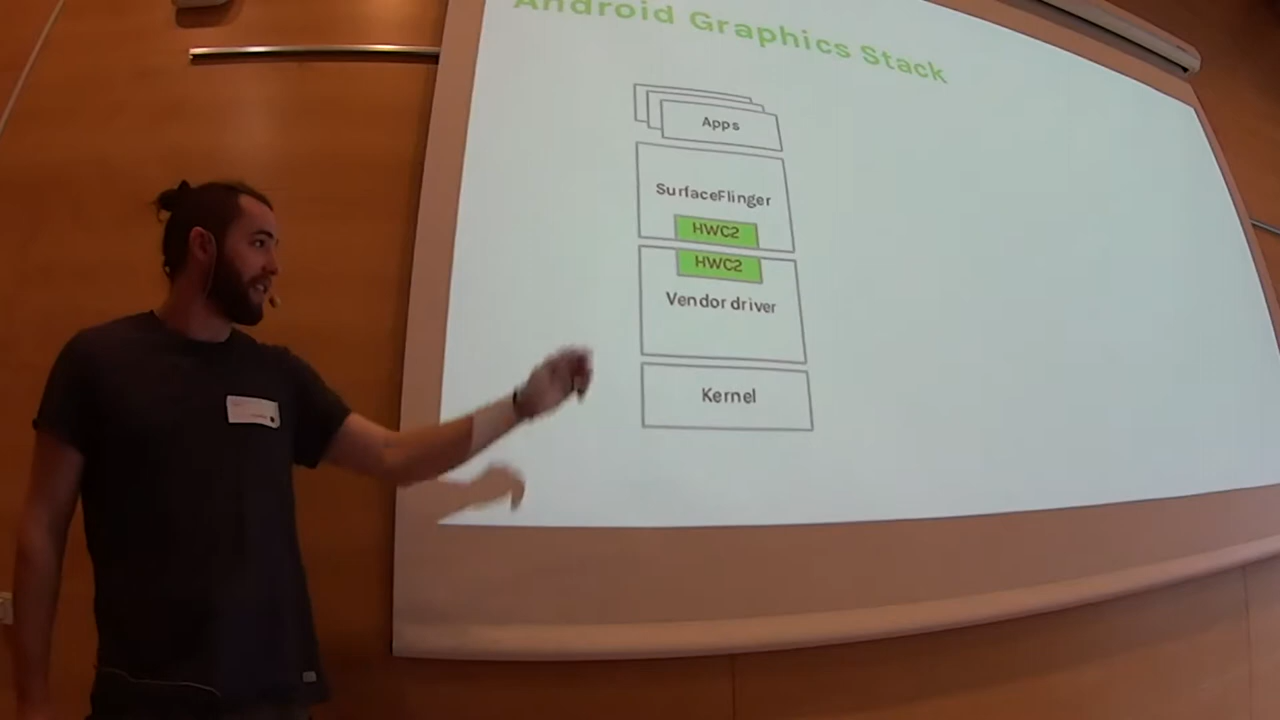 Android Graphics Stack
Apps
SurfaceFlinger
HWC2
HWC2
Vendor driver
Kernel